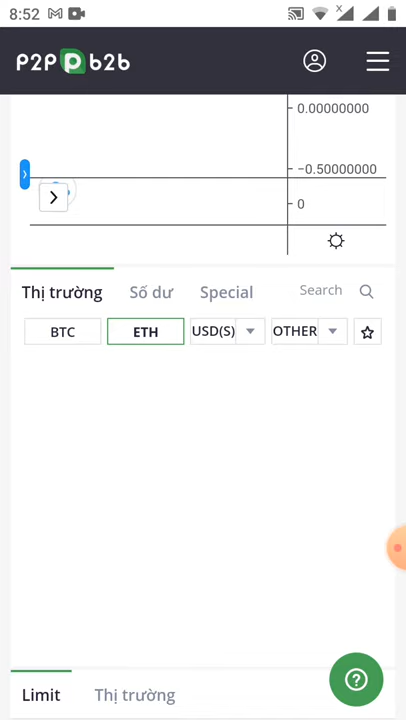 8:52
P2P b2b
0.00000000
−0.50000000
0
Thị trường Số dư Special Search
BTC ETH USD(S) OTHER
Limit Thị trường